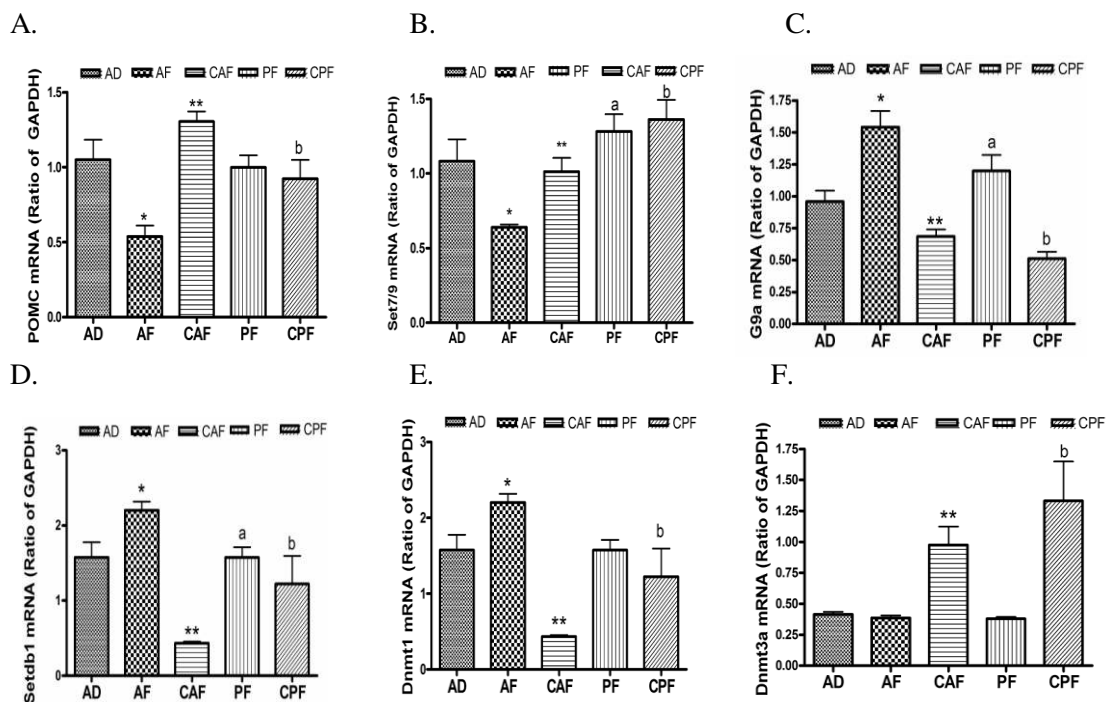 A.
AD AF CAF PF CPF
POMC mRNA (Ratio of GAPDH)
1.5
1.0
0.5
0.0
*
**
b
AD AF CAF PF CPF
B.
AD AF PF CAF CPF
Set7/9 mRNA (Ratio of GAPDH)
1.5
1.0
0.5
0.0
*
**
a
b
AD AF CAF PF CPF
C.
AD AF CAF PF CPF
G9a mRNA (Ratio of GAPDH)
1.75
1.50
1.25
1.00
0.75
0.50
0.25
0.00
*
**
a
b
AD AF CAF PF CPF
D.
AD AF CAF PF CPF
Setdb1 mRNA (Ratio of GAPDH)
3
2
1
0
*
**
a
b
AD AF CAF PF CPF
E.
AD AF CAF PF CPF
Dnmt1 mRNA (Ratio of GAPDH)
3
2
1
0
*
**
b
AD AF CAF PF CPF
F.
AD AF CAF PF CPF
Dnmt3a mRNA (Ratio of GAPDH)
1.75
1.50
1.25
1.00
0.75
0.50
0.25
0.00
**
b
AD AF CAF PF CPF